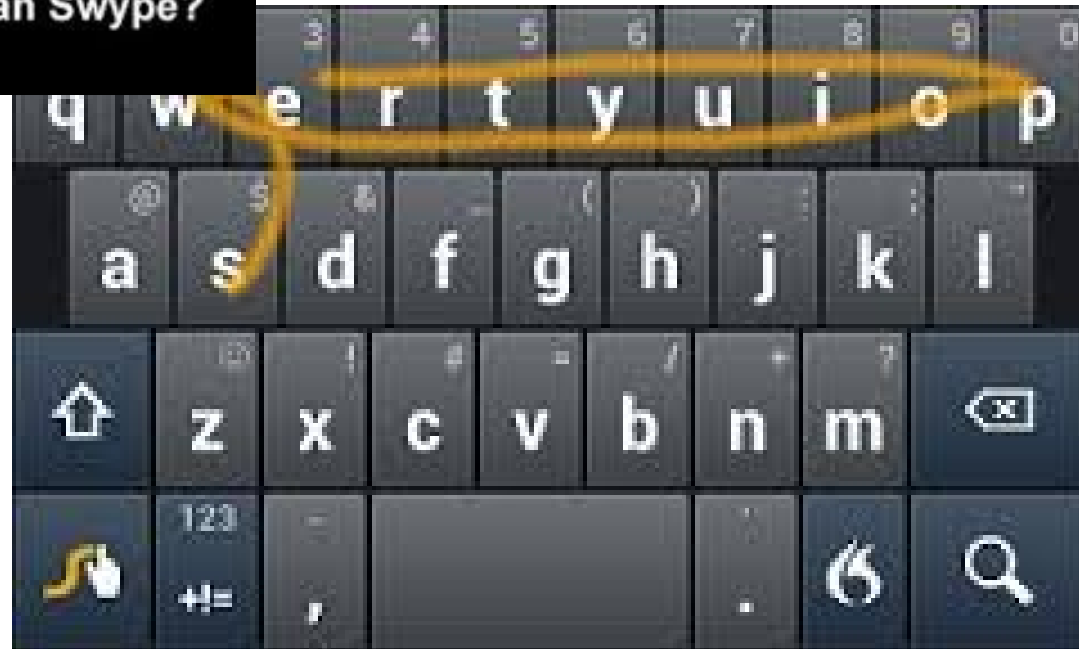 an Swype?
3 4 5 6 7 8 9 0
q w e r t y u i o p
@ $ & _ ( ) : ; "
a s d f g h j k l
! # = / + ?
z x c v b n m
123 - '
+!= , .